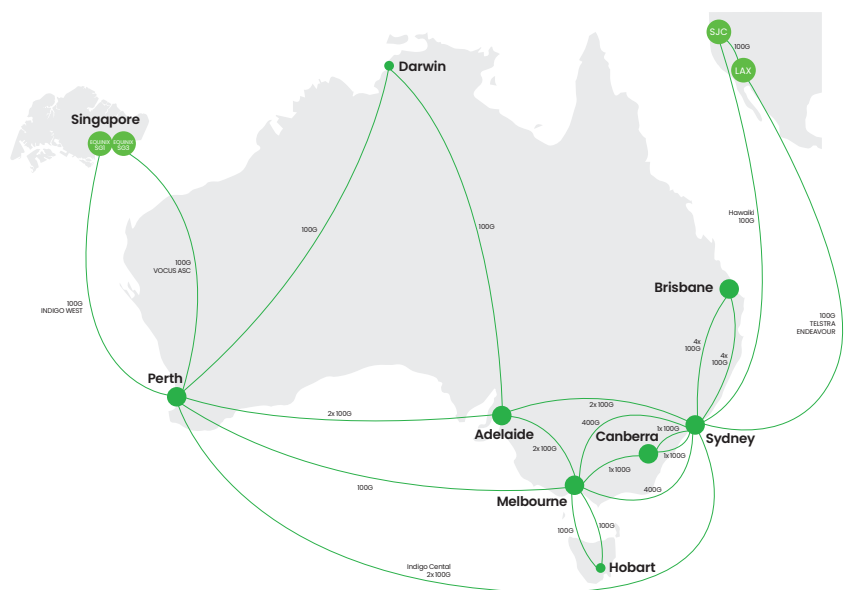 SJC
100G
LAX
Darwin
Singapore
EQUINIX
SG1
EQUINIX
SG3
Hawaiki
100G
100G
100G
100G
VOCUS ASC
Brisbane
100G
INDIGO WEST
100G
TELSTRA
ENDEAVOUR
4x
100G
4x
100G
Perth
2x 100G
2x 100G
400G
1x 100G
Adelaide
Canberra
Sydney
2x 100G
1x 100G
1x 100G
100G
400G
Melbourne
100G
100G
Indigo Cental
2x 100G
Hobart